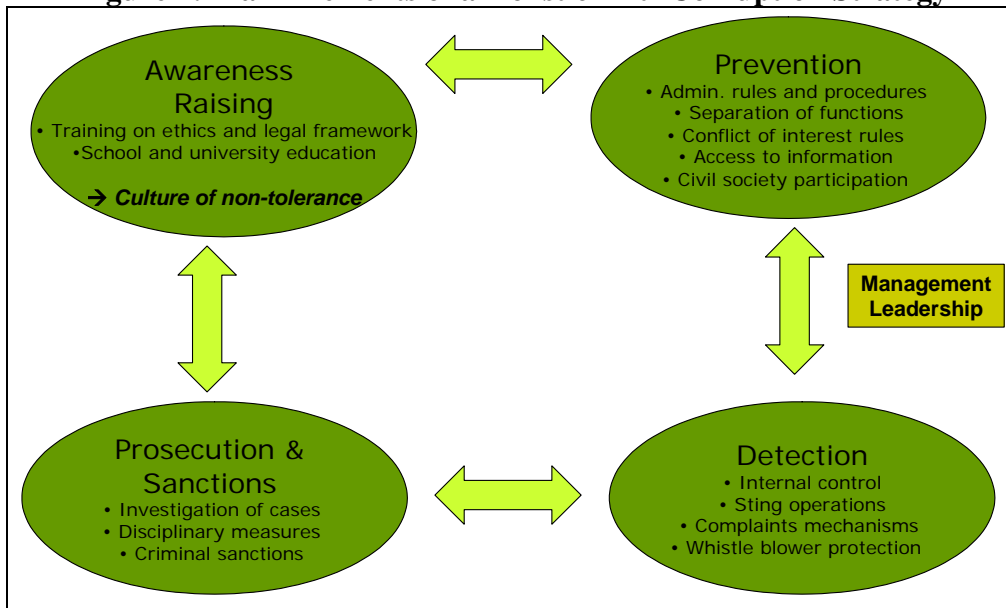 Awareness
Raising
• Training on ethics and legal framework
•School and university education
→ Culture of non-tolerance
Prevention
• Admin. rules and procedures
• Separation of functions
• Conflict of interest rules
• Access to information
• Civil society participation
Management
Leadership
Prosecution &
Sanctions
• Investigation of cases
• Disciplinary measures
• Criminal sanctions
Detection
• Internal control
• Sting operations
• Complaints mechanisms
• Whistle blower protection